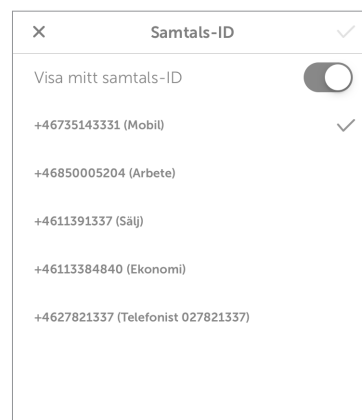 Samtals-ID
Visa mitt samtals-ID
+46735143331 (Mobil)
+46850005204 (Arbete)
+4611391337 (Sälj)
+46113384840 (Ekonomi)
+4627821337 (Telefonist 027821337)